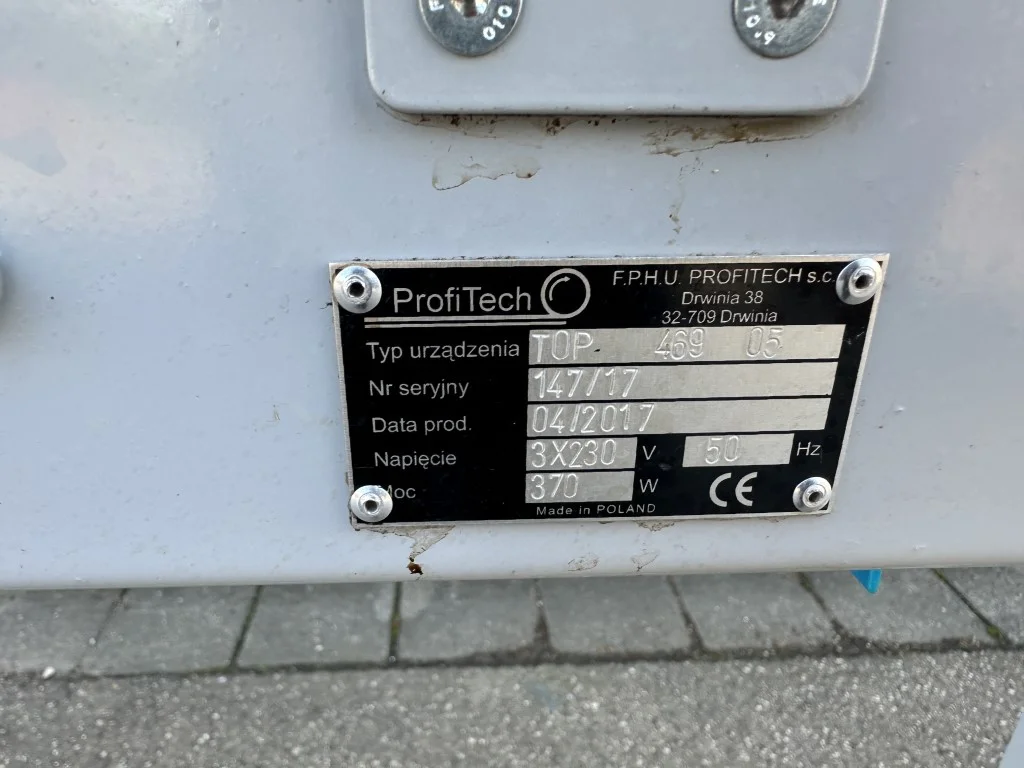 010
ProfiTech
F.P.H.U. PROFITECH s.c.
Drwinia 38
32-709 Drwinia
Typ urządzenia TOP 469 05
Nr seryjny 147/17
Data prod. 04/2017
Napięcie 3X230 V 50 Hz
Moc 370 W CE
Made in POLAND